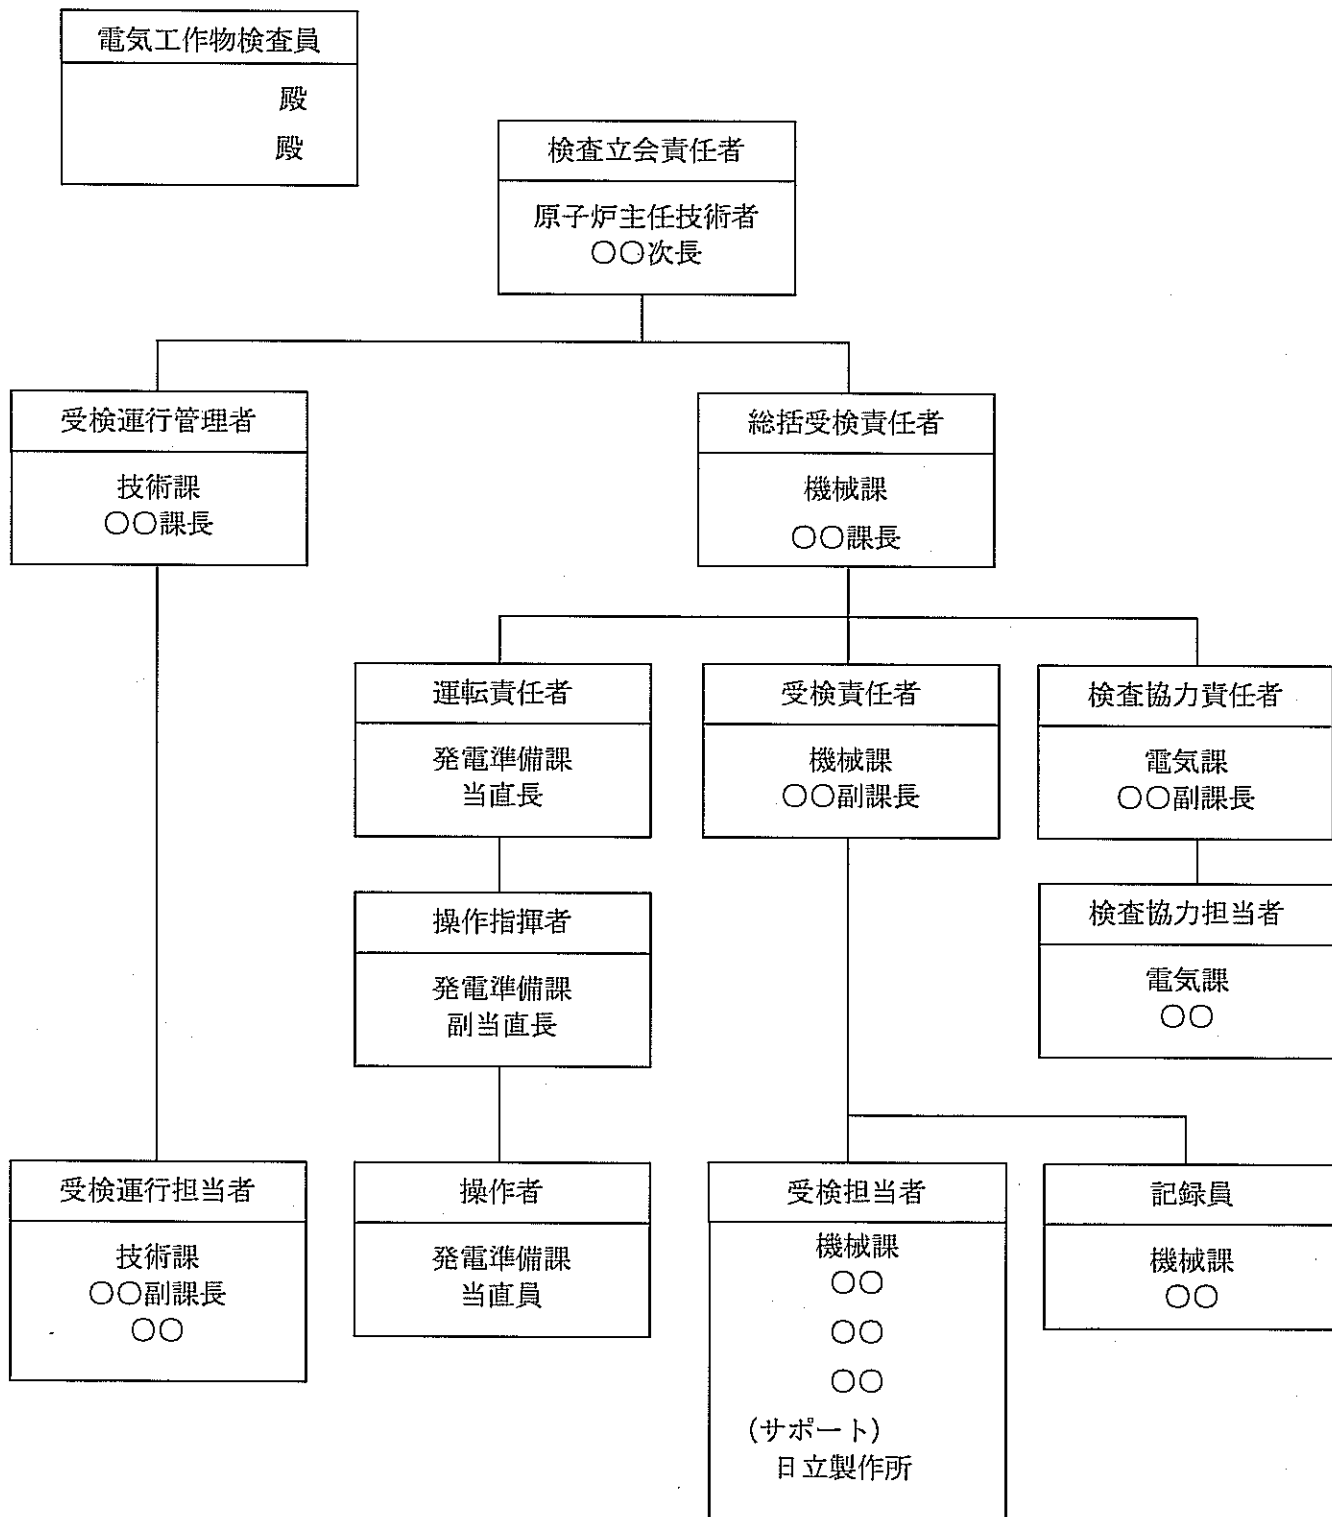 電気工作物検査員
殿
殿
検査立会責任者
原子炉主任技術者
○○次長
受検運行管理者
技術課
○○課長
総括受検責任者
機械課
○○課長
運転責任者
発電準備課
当直長
受検責任者
機械課
○○副課長
検査協力責任者
電気課
○○副課長
操作指揮者
発電準備課
副当直長
検査協力担当者
電気課
○○
受検運行担当者
技術課
○○副課長
○○
操作者
発電準備課
当直員
受検担当者
機械課
○○
○○
○○
(サポート)
日立製作所
記録員
機械課
○○